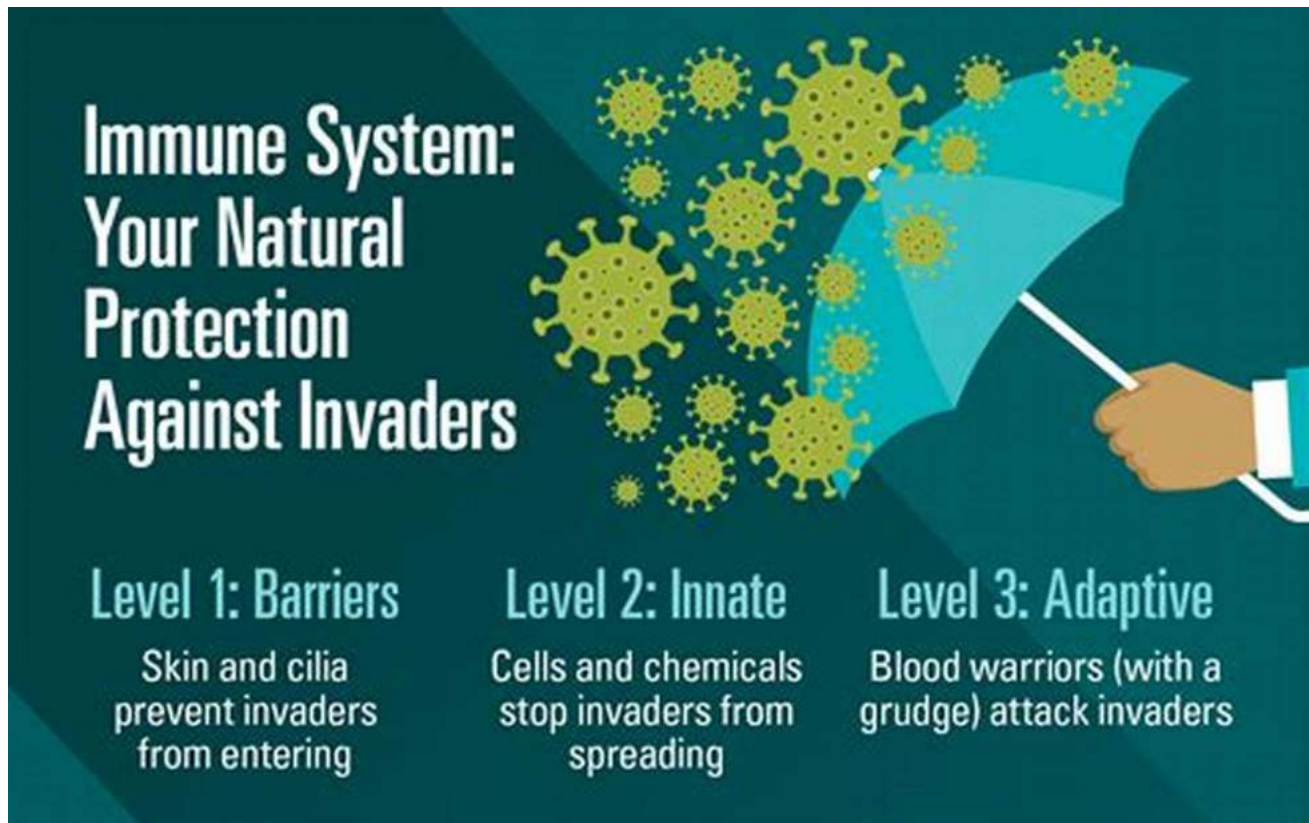 Immune System:
Your Natural
Protection
Against Invaders
Level 1: Barriers
Skin and cilia
prevent invaders
from entering
Level 2: Innate
Cells and chemicals
stop invaders from
spreading
Level 3: Adaptive
Blood warriors (with a
grudge) attack invaders